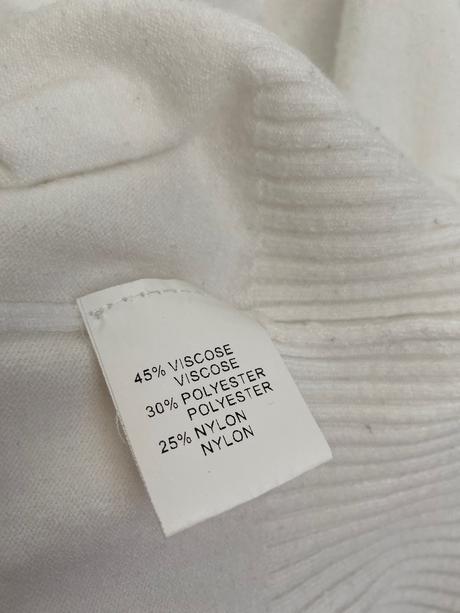 45% VISCOSE
VISCOSE
30% POLYESTER
POLYESTER
25% NYLON
NYLON